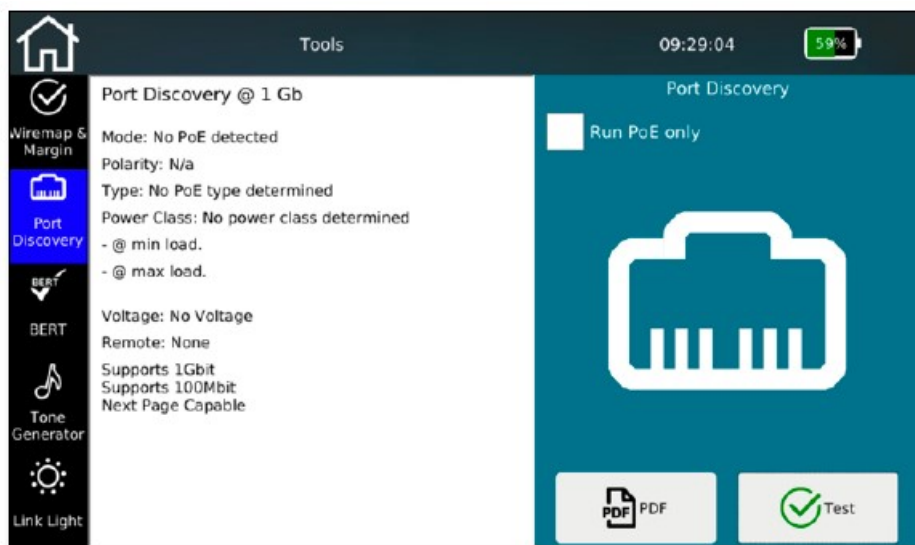 Tools
09:29:04
59%
Wiremap &
Margin
Port
Discovery
BERT
BERT
Tone
Generator
Link Light
Port Discovery @ 1 Gb
Mode: No PoE detected
Polarity: N/a
Type: No PoE type determined
Power Class: No power class determined
- @ min load.
- @ max load.
Voltage: No Voltage
Remote: None
Supports 1Gbit
Supports 100Mbit
Next Page Capable
Port Discovery
Run PoE only
PDF PDF
Test